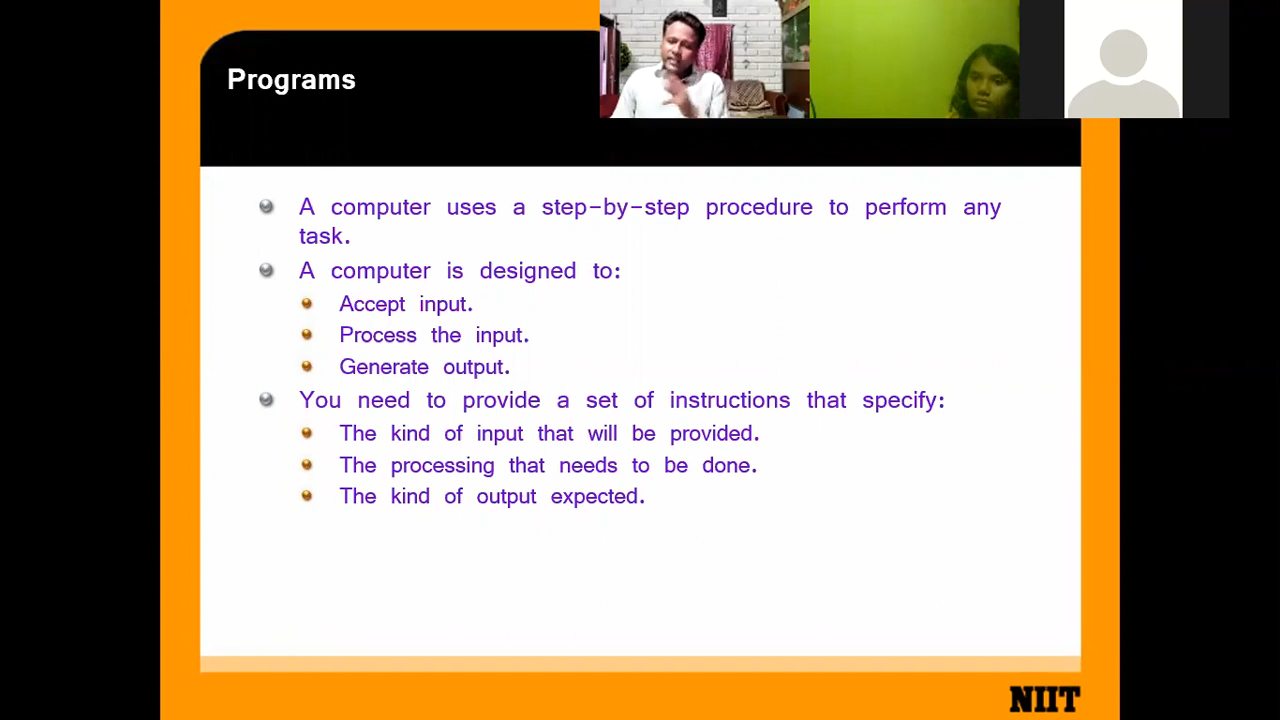 Programs
A computer uses a step-by-step procedure to perform any
task.
A computer is designed to:
Accept input.
Process the input.
Generate output.
You need to provide a set of instructions that specify:
The kind of input that will be provided.
The processing that needs to be done.
The kind of output expected.
NIIT